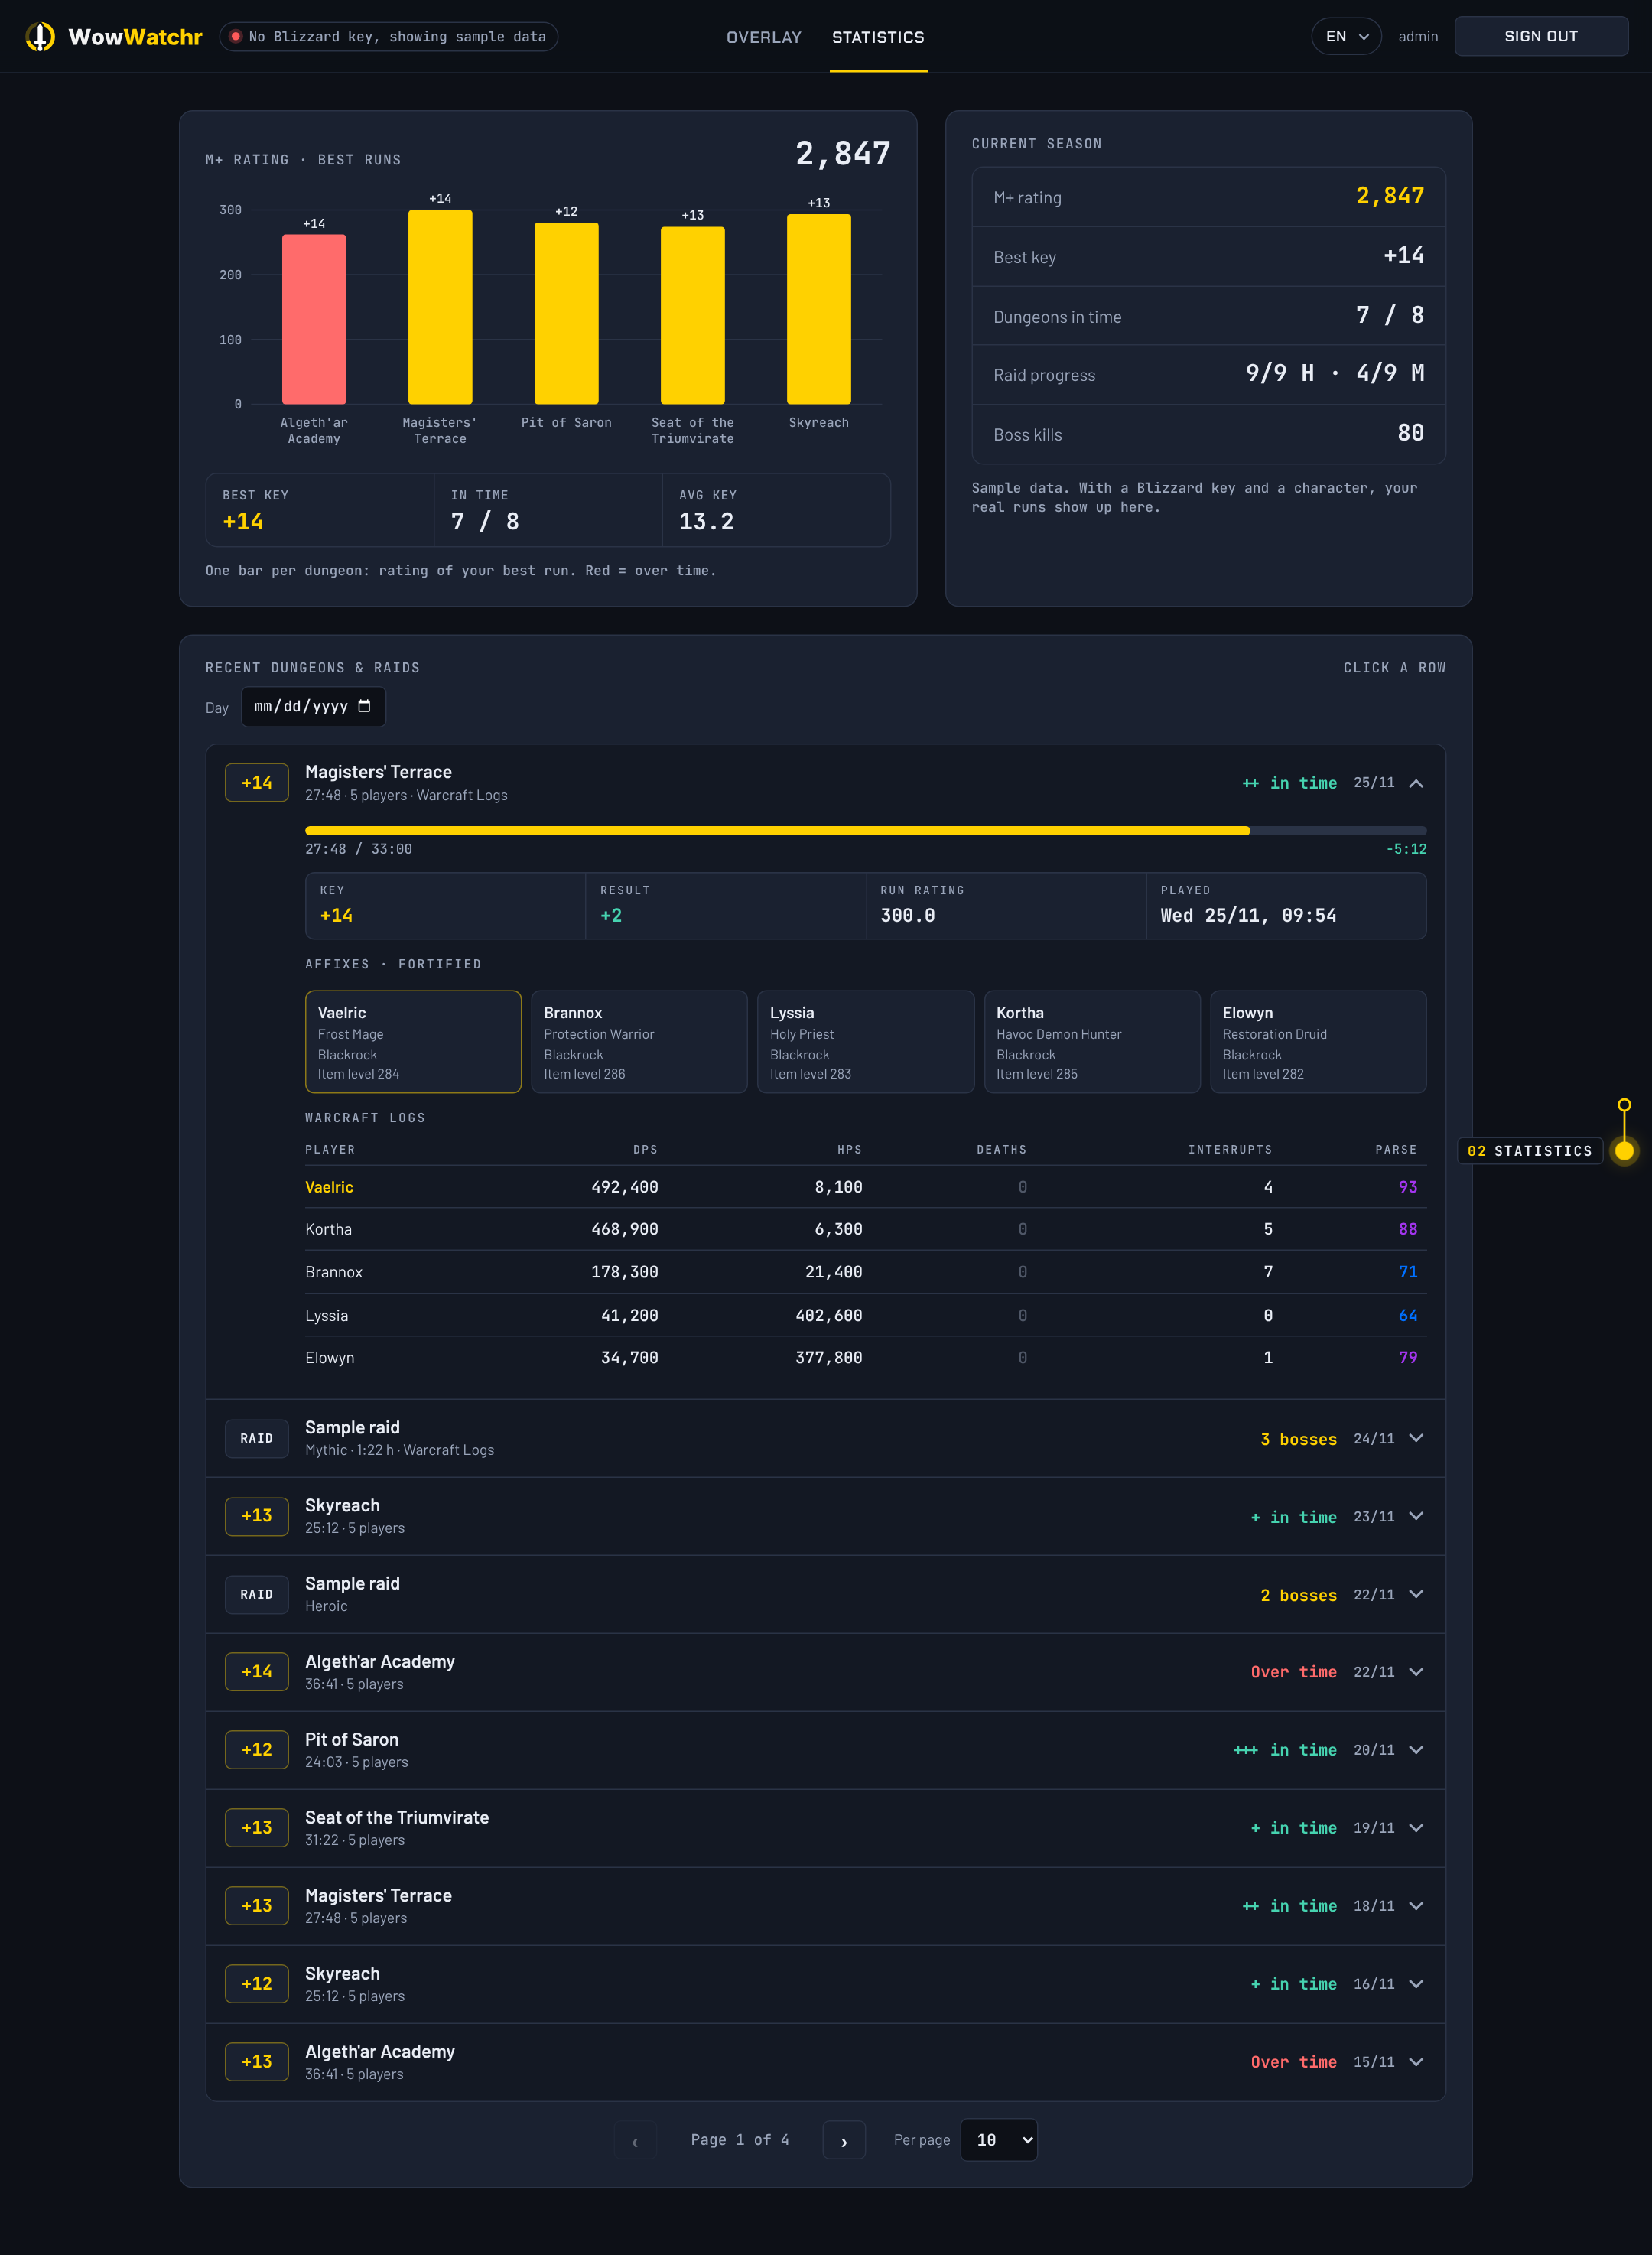 WowWatchr
No Blizzard key, showing sample data
OVERLAY
STATISTICS
EN
admin
SIGN OUT
M+ RATING · BEST RUNS
2,847
300
200
100
0
+14
+14
+12
+13
+13
Algeth'ar
Academy
Magisters'
Terrace
Pit of Saron
Seat of the
Triumvirate
Skyreach
BEST KEY
+14
IN TIME
7 / 8
AVG KEY
13.2
One bar per dungeon: rating of your best run. Red = over time.
CURRENT SEASON
M+ rating 2,847
Best key +14
Dungeons in time 7 / 8
Raid progress 9/9 H · 4/9 M
Boss kills 80
Sample data. With a Blizzard key and a character, your
real runs show up here.
RECENT DUNGEONS & RAIDS
CLICK A ROW
Day mm/dd/yyyy
+14
Magisters' Terrace
27:48 · 5 players · Warcraft Logs
++ in time 25/11
27:48 / 33:00
-5:12
KEY
+14
RESULT
+2
RUN RATING
300.0
PLAYED
Wed 25/11, 09:54
AFFIXES · FORTIFIED
Vaelric
Frost Mage
Blackrock
Item level 284
Brannox
Protection Warrior
Blackrock
Item level 286
Lyssia
Holy Priest
Blackrock
Item level 283
Kortha
Havoc Demon Hunter
Blackrock
Item level 285
Elowyn
Restoration Druid
Blackrock
Item level 282
WARCRAFT LOGS
PLAYER DPS HPS DEATHS INTERRUPTS PARSE
Vaelric 492,400 8,100 0 4 93
Kortha 468,900 6,300 0 5 88
Brannox 178,300 21,400 0 7 71
Lyssia 41,200 402,600 0 0 64
Elowyn 34,700 377,800 0 1 79
02 STATISTICS
RAID
Sample raid
Mythic · 1:22 h · Warcraft Logs
3 bosses 24/11
+13
Skyreach
25:12 · 5 players
+ in time 23/11
RAID
Sample raid
Heroic
2 bosses 22/11
+14
Algeth'ar Academy
36:41 · 5 players
Over time 22/11
+12
Pit of Saron
24:03 · 5 players
+++ in time 20/11
+13
Seat of the Triumvirate
31:22 · 5 players
+ in time 19/11
+13
Magisters' Terrace
27:48 · 5 players
++ in time 18/11
+12
Skyreach
25:12 · 5 players
+ in time 16/11
+13
Algeth'ar Academy
36:41 · 5 players
Over time 15/11
‹ Page 1 of 4 › Per page 10